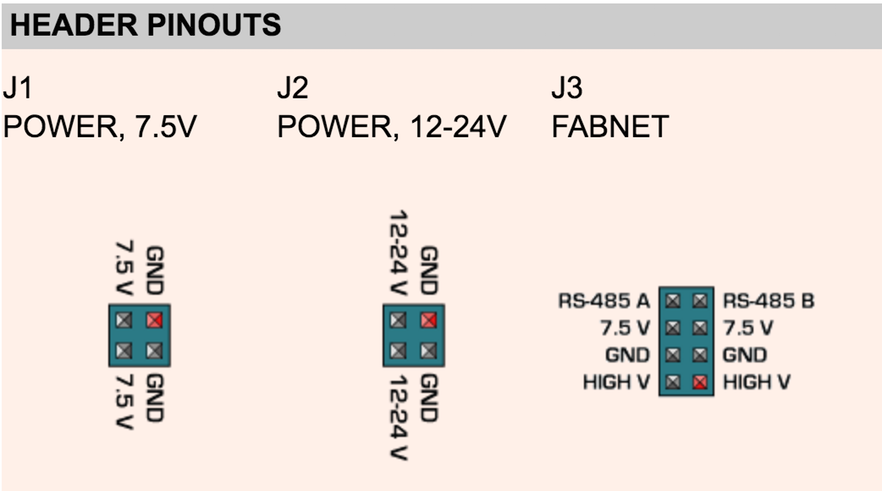 HEADER PINOUTS
J1
POWER, 7.5V
J2
POWER, 12-24V
J3
FABNET
7.5 V GND
7.5 V GND
12-24 V GND
12-24 V GND
RS-485 A RS-485 B
7.5 V 7.5 V
GND GND
HIGH V HIGH V